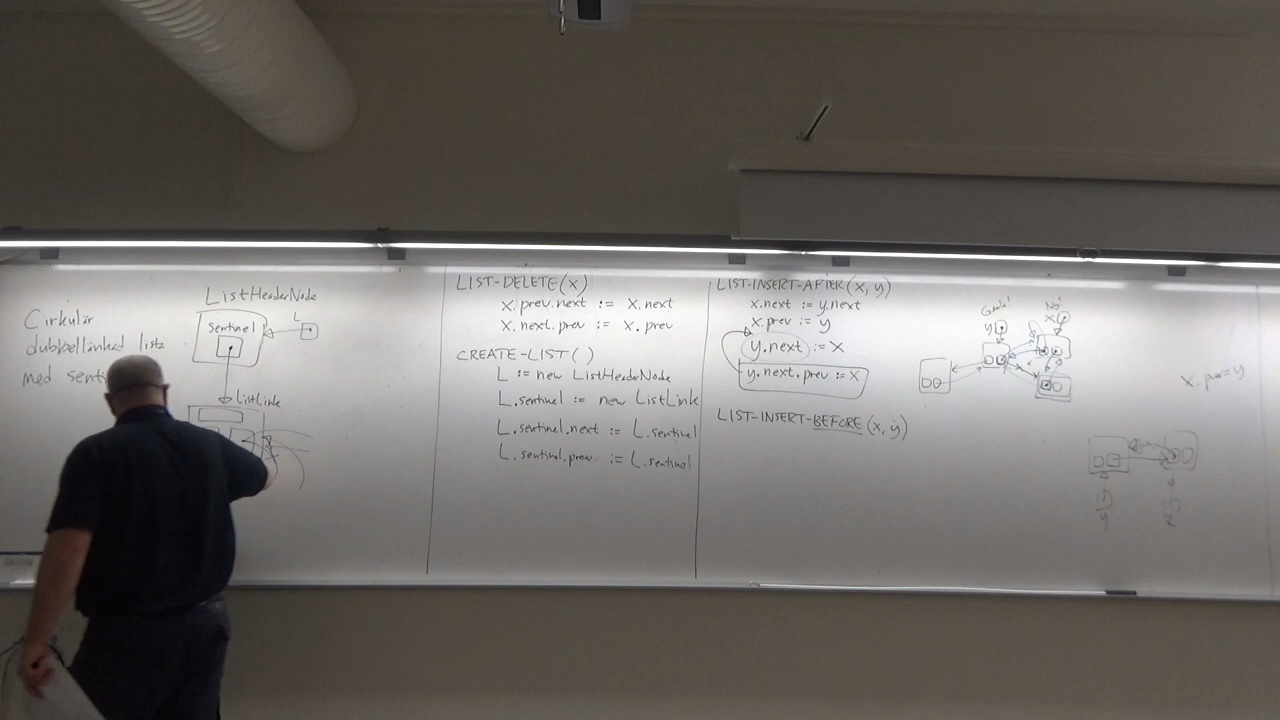 Cirkulär
dubbellänkad lista
med
ListHeaderNode
sentinel
L
ListLink
LIST-DELETE(x)
x.prev.next := x.next
x.next.prev := x.prev
CREATE-LIST()
L := new ListHeaderNode
L.sentinel := new ListLink
L.sentinel.next := L.sentinel
L.sentinel.prev := L.sentinel
LIST-INSERT-AFTER(x, y)
x.next := y.next
x.prev := y
y.next := x
y.next.prev := x
LIST-INSERT-BEFORE(x, y)
Gamla!
y
Ny!
x
x.prev=y